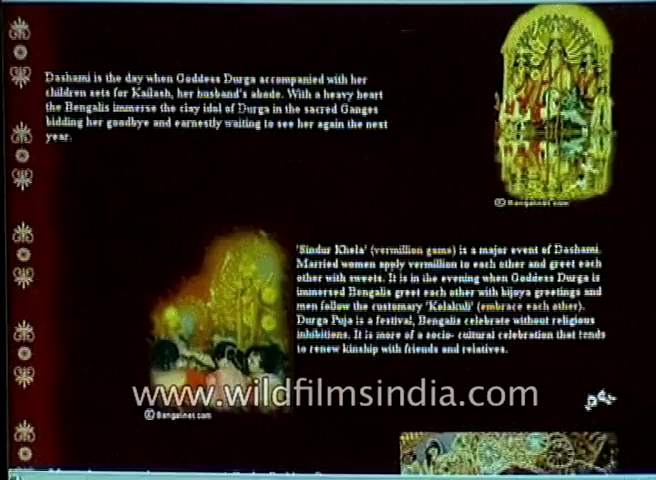 Dashami is the day when Goddess Durga accompanied with her
children sets for Kailash, her husband's abode. With a heavy heart
the Bengalis immerse the clay idol of Durga in the sacred Ganges
bidding her goodbye and earnestly waiting to see her again the next
year.
© Bangalnet.com
'Sindur Khela' (vermillion game) is a major event of Dashami.
Married women apply vermillion to each other and greet each
other with sweets. It is in the evening when Goddess Durga is
immersed Bengalis greet each other with bijoya greetings and
men follow the customary 'Kolakuli' (embrace each other).
Durga Puja is a festival, Bengalis celebrate without religious
inhibitions. It is more of a socio- cultural celebration that tends
to renew kinship with friends and relatives.
www.wildfilmsindia.com
© Bangalnet.com